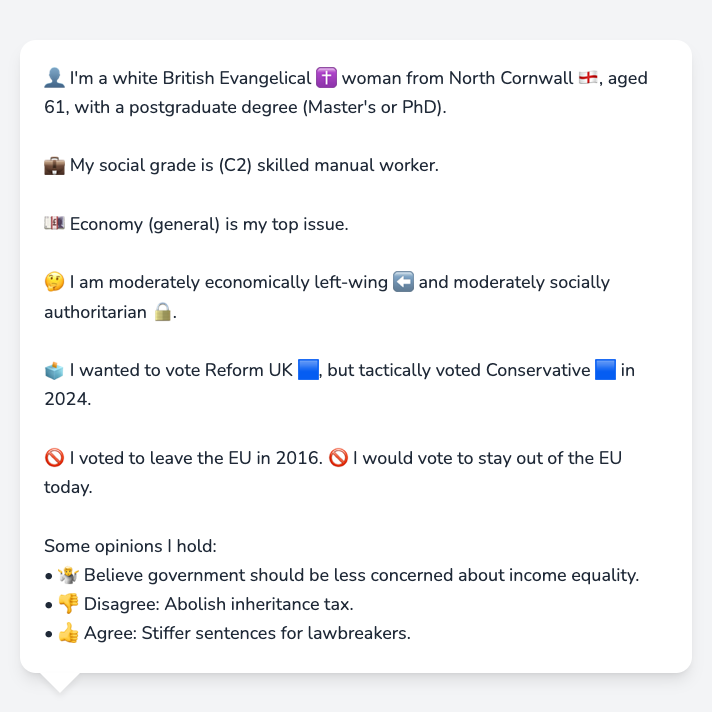 👤 I'm a white British Evangelical ✝️ woman from North Cornwall 🏴󠁧󠁢󠁥󠁮󠁧󠁿, aged
61, with a postgraduate degree (Master's or PhD).
💼 My social grade is (C2) skilled manual worker.
💷 Economy (general) is my top issue.
🤔 I am moderately economically left-wing ⬅️ and moderately socially
authoritarian 🔒.
🗳️ I wanted to vote Reform UK 🟦, but tactically voted Conservative 🟦 in
2024.
🚫 I voted to leave the EU in 2016. 🚫 I would vote to stay out of the EU
today.
Some opinions I hold:
• 🤷 Believe government should be less concerned about income equality.
• 👎 Disagree: Abolish inheritance tax.
• 👍 Agree: Stiffer sentences for lawbreakers.